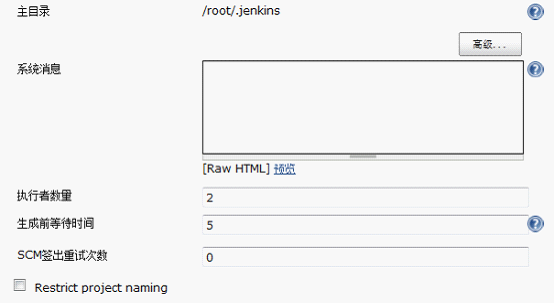 主目录 /root/.jenkins
高级...
系统消息
[Raw HTML] 预览
执行者数量 2
生成前等待时间 5
SCM签出重试次数 0
Restrict project naming